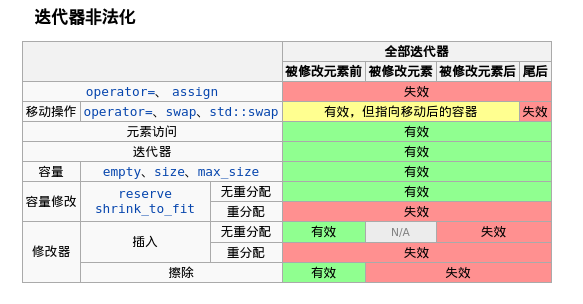 迭代器非法化
全部迭代器
被修改元素前 被修改元素 被修改元素后 尾后
operator=、 assign 失效
移动操作 operator=、swap、std::swap 有效，但指向移动后的容器 失效
元素访问 有效
迭代器 有效
容量 empty、size、max_size 有效
容量修改 reserve shrink_to_fit 无重分配 有效
重分配 失效
修改器 插入 无重分配 有效 N/A 失效
重分配 失效
擦除 有效 失效